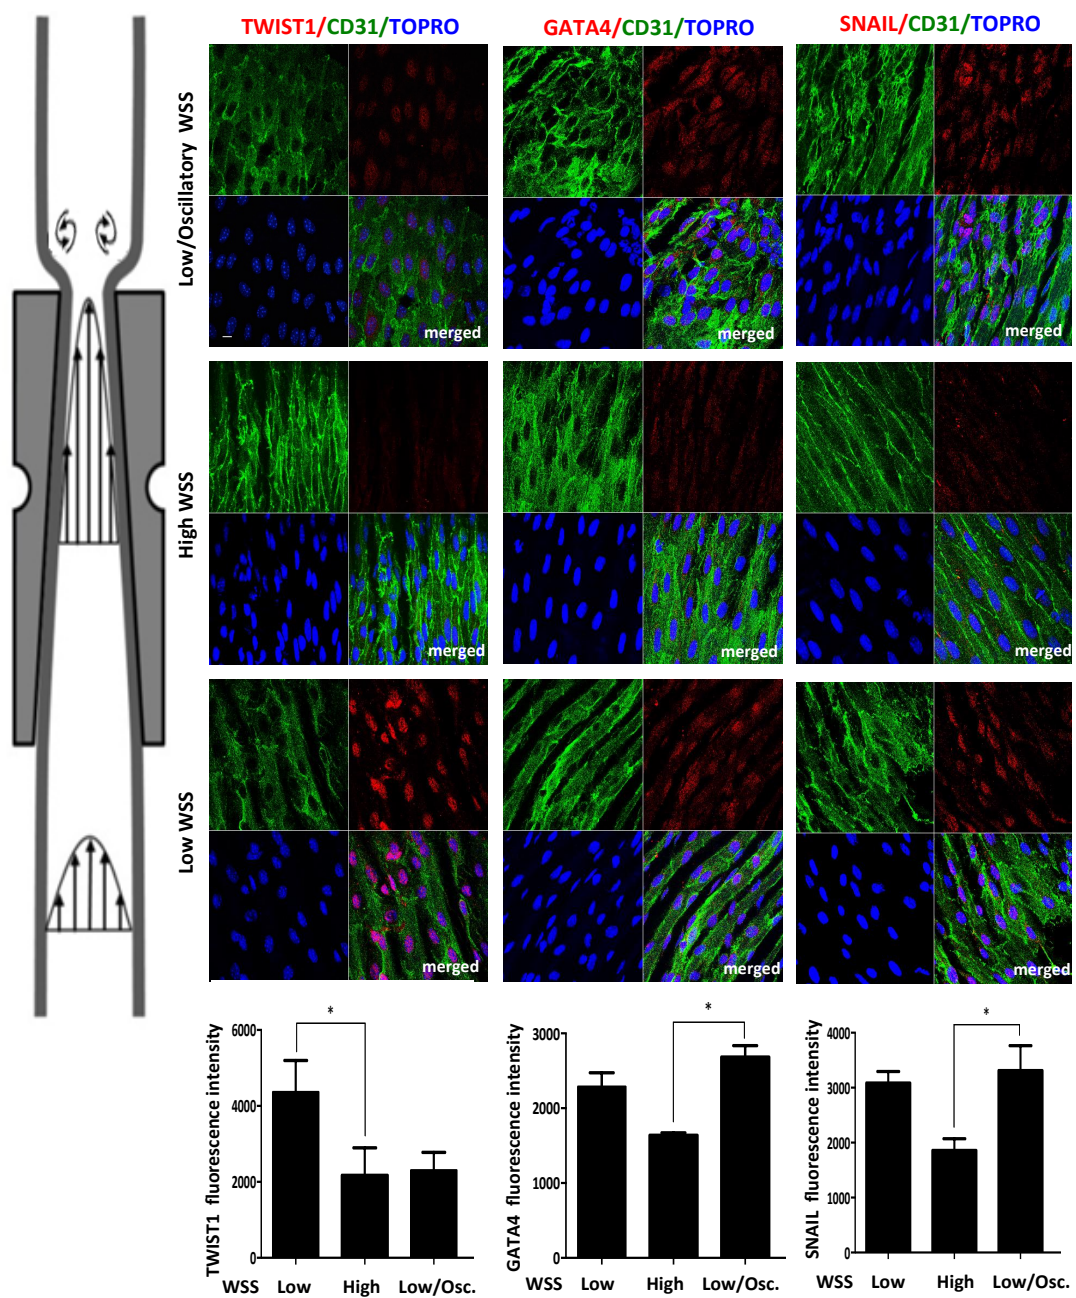 TWIST1/CD31/TOPRO
GATA4/CD31/TOPRO
SNAIL/CD31/TOPRO
Low/Oscillatory WSS
merged
merged
merged
High WSS
merged
merged
merged
Low WSS
merged
merged
merged
TWIST1 fluorescence intensity
6000
4000
2000
0
*
WSS Low High Low/Osc.
GATA4 fluorescence intensity
3000
2000
1000
0
*
WSS Low High Low/Osc.
SNAIL fluorescence intensity
4000
3000
2000
1000
0
*
WSS Low High Low/Osc.